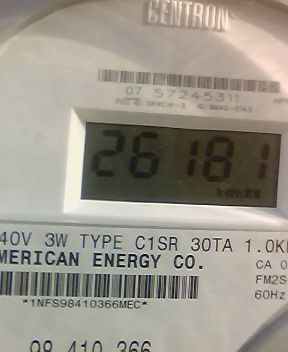 CENTRON®
07 57245311
26181
kWh
40V 3W TYPE C1SR 30TA 1.0K
MERICAN ENERGY CO.
CA 0
FM2S
60Hz
*1NFS98410366MEC*
98 410 366